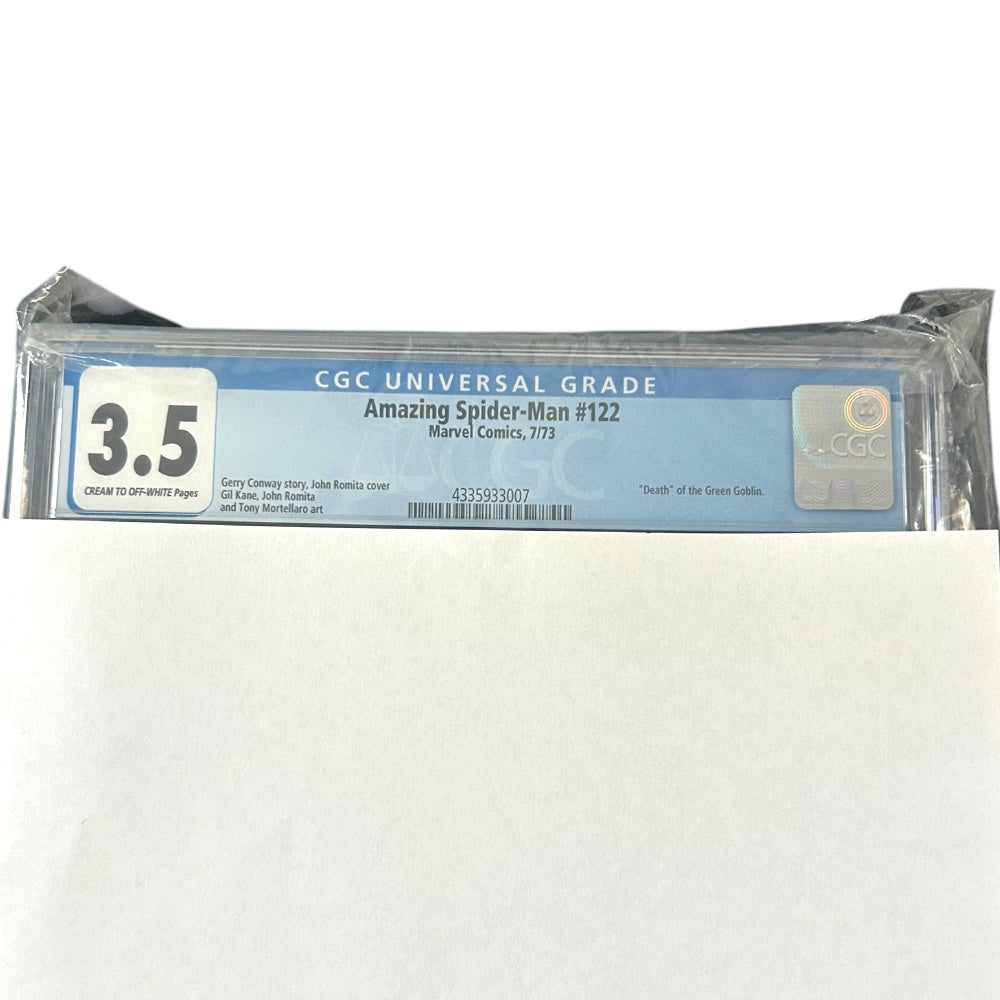 CGC UNIVERSAL GRADE
3.5
CREAM TO OFF-WHITE Pages
Amazing Spider-Man #122
Marvel Comics, 7/73
Gerry Conway story, John Romita cover
Gil Kane, John Romita
and Tony Mortellaro art
4335933007
"Death" of the Green Goblin.
CGC
CGC